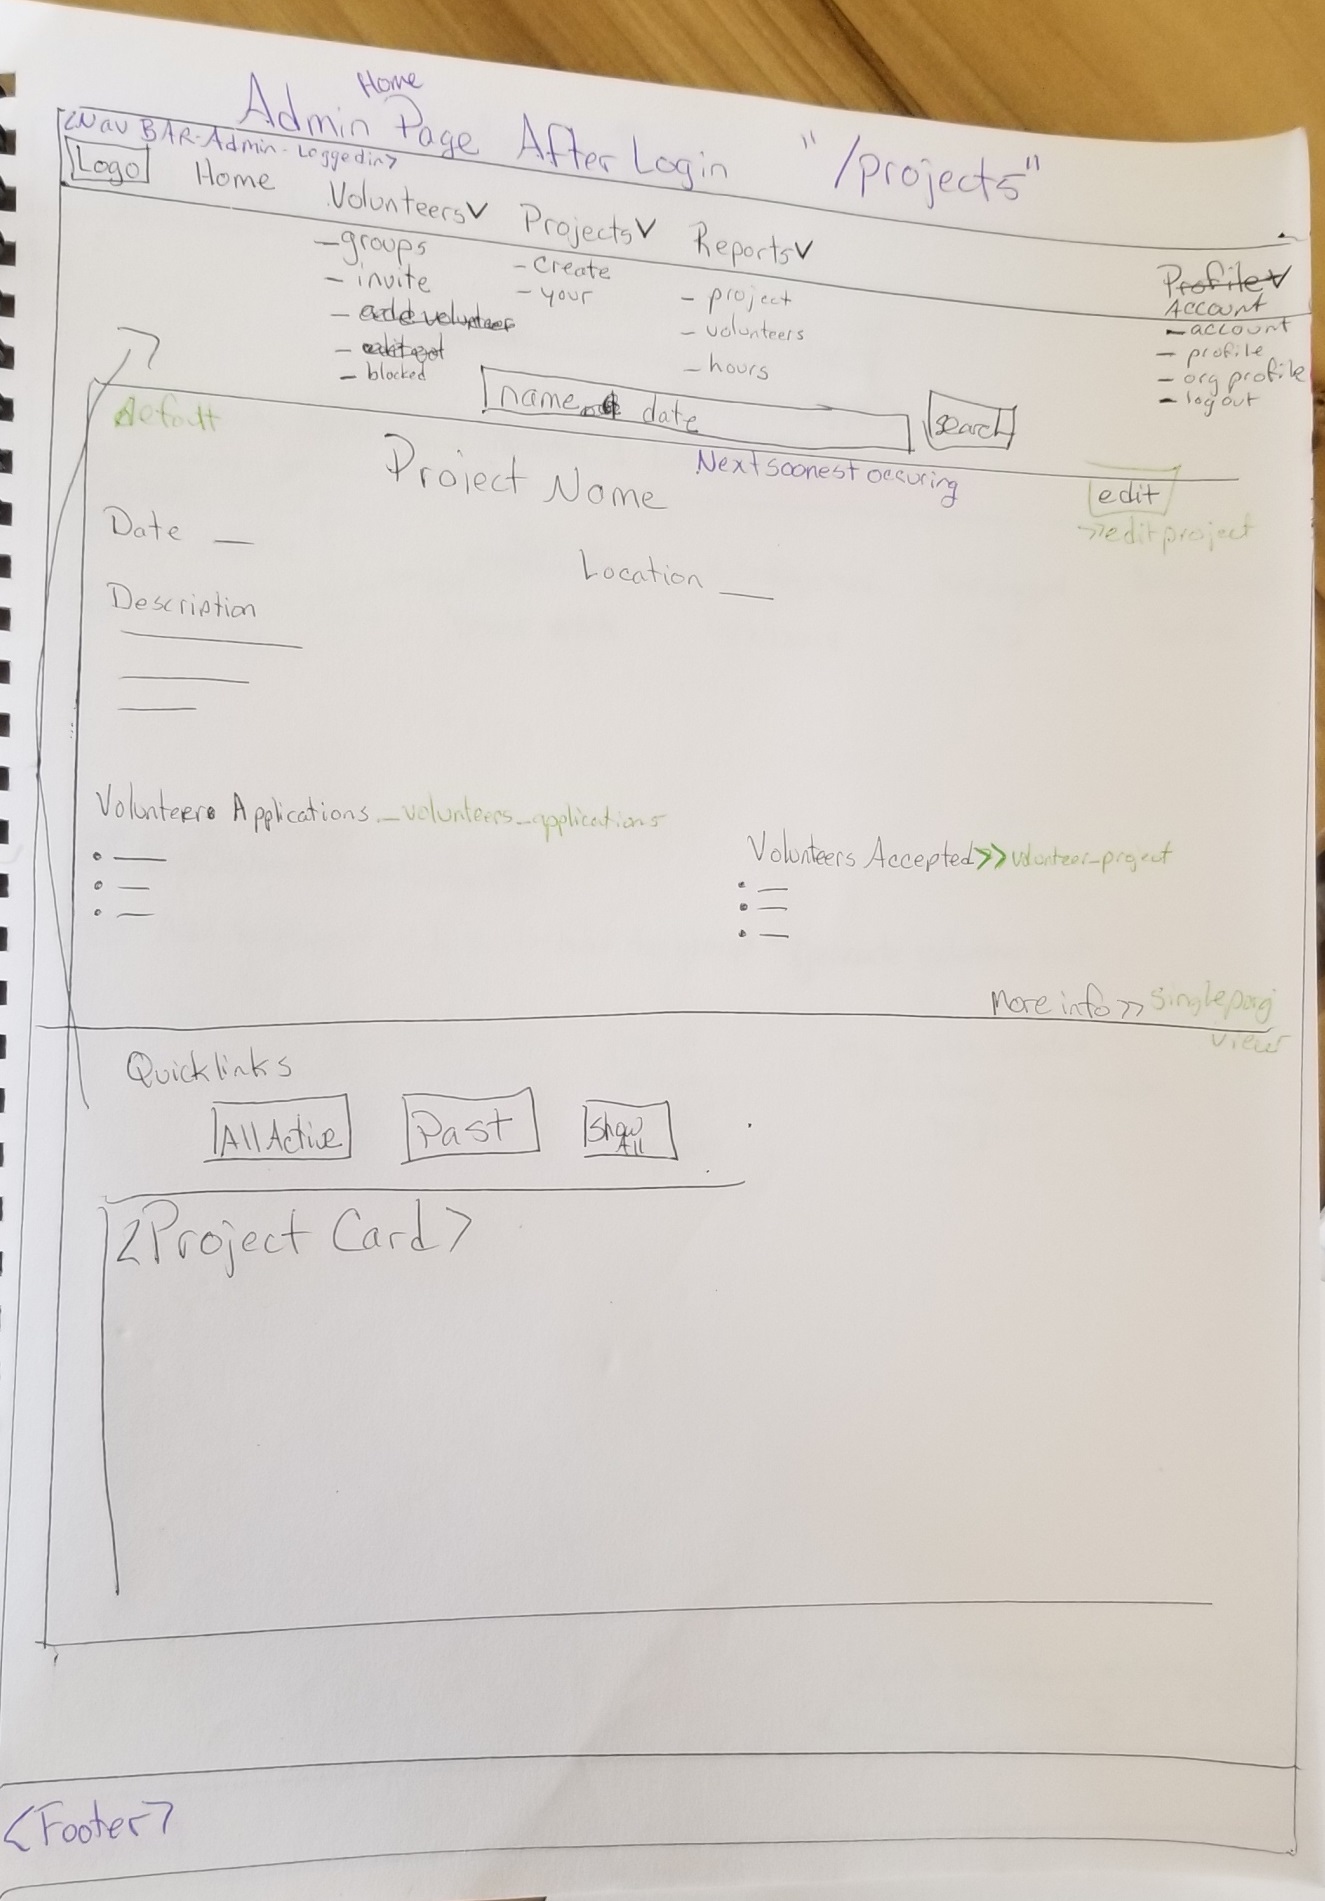 Home
Admin Page After Login "/projects"
<Nav BAR-Admin-Loggedin>
Logo Home Volunteers Projects Reports
-groups
- invite
- add volunteer
- blocked
- Create
- your
- project
- volunteers
- hours
Profile
Account
- account
- profile
- org profile
- log out
default
name date
search
Project Name
Next soonest occuring
edit
>>edit project
Date __
Location __
Description
Volunteers Applications _volunteers_applications
Volunteers Accepted >> volunteer_project
More info >> single
view
Quicklinks
All Active
Past
Show
All
<Project Card>
<Footer>